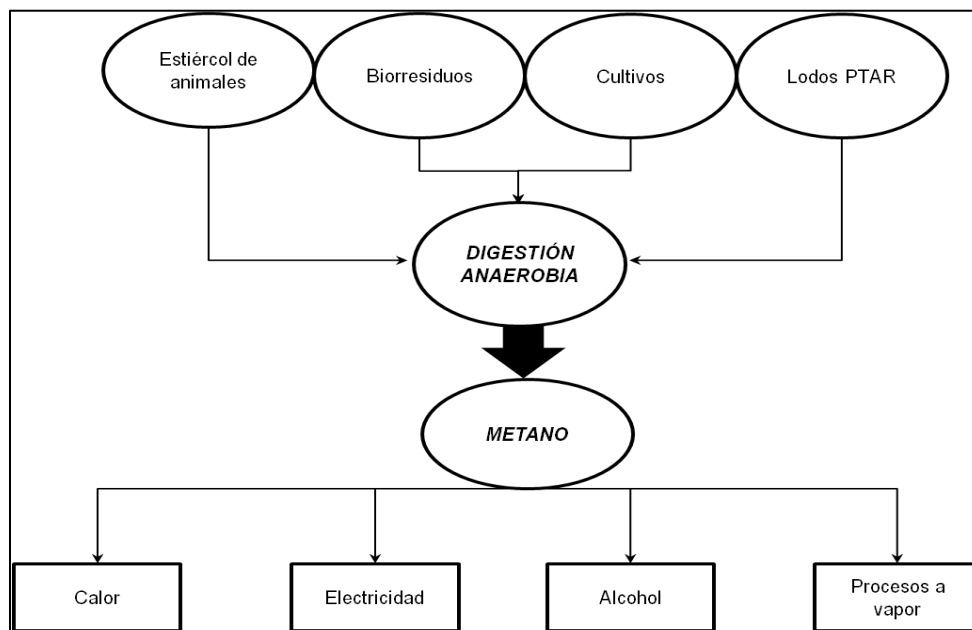 Estiércol de
animales
Biorresiduos
Cultivos
Lodos PTAR
DIGESTIÓN
ANAEROBIA
METANO
Calor
Electricidad
Alcohol
Procesos a
vapor